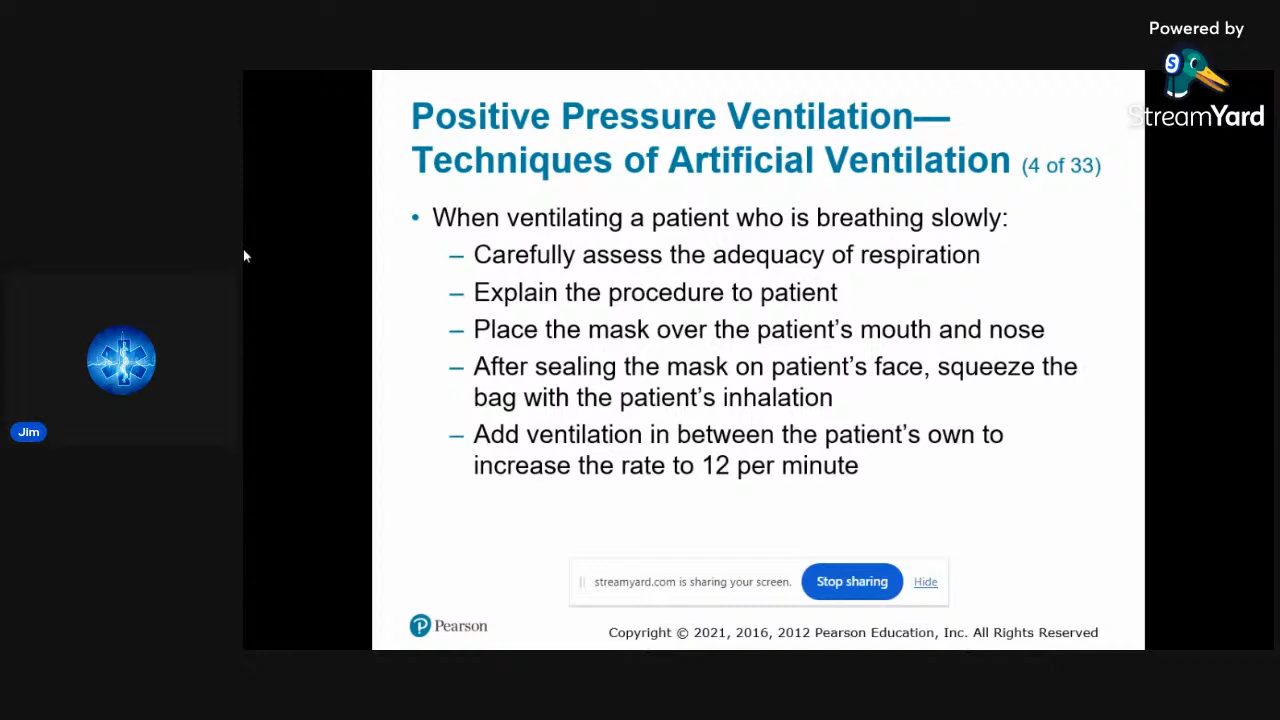 Powered by
StreamYard
Positive Pressure Ventilation—
Techniques of Artificial Ventilation (4 of 33)
• When ventilating a patient who is breathing slowly:
– Carefully assess the adequacy of respiration
– Explain the procedure to patient
– Place the mask over the patient's mouth and nose
– After sealing the mask on patient's face, squeeze the
bag with the patient's inhalation
– Add ventilation in between the patient's own to
increase the rate to 12 per minute
Jim
streamyard.com is sharing your screen. Stop sharing Hide
P Pearson
Copyright © 2021, 2016, 2012 Pearson Education, Inc. All Rights Reserved